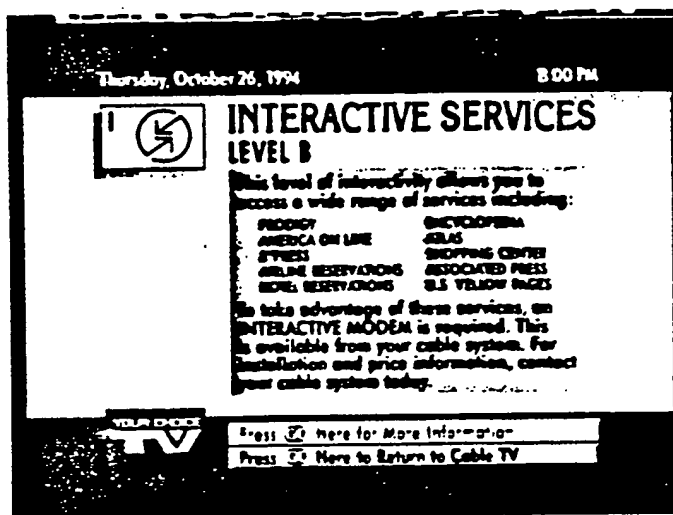 Thursday, October 26, 1994 8:00 PM
INTERACTIVE SERVICES
LEVEL B
This level of interactivity allows you to
access a wide range of services including:
PRODIGY ENCYCLOPEDIA
AMERICA ON LINE ATLAS
X*PRESS SHOPPING CENTER
AIRLINE RESERVATIONS ASSOCIATED PRESS
HOTEL RESERVATIONS U.S. YELLOW PAGES
To take advantage of these services, an
INTERACTIVE MODEM is required. This
is available from your cable system. For
installation and price information, contact
your cable system today.
YOUR CHOICE
TV
Press Here for More Information
Press Here to Return to Cable TV